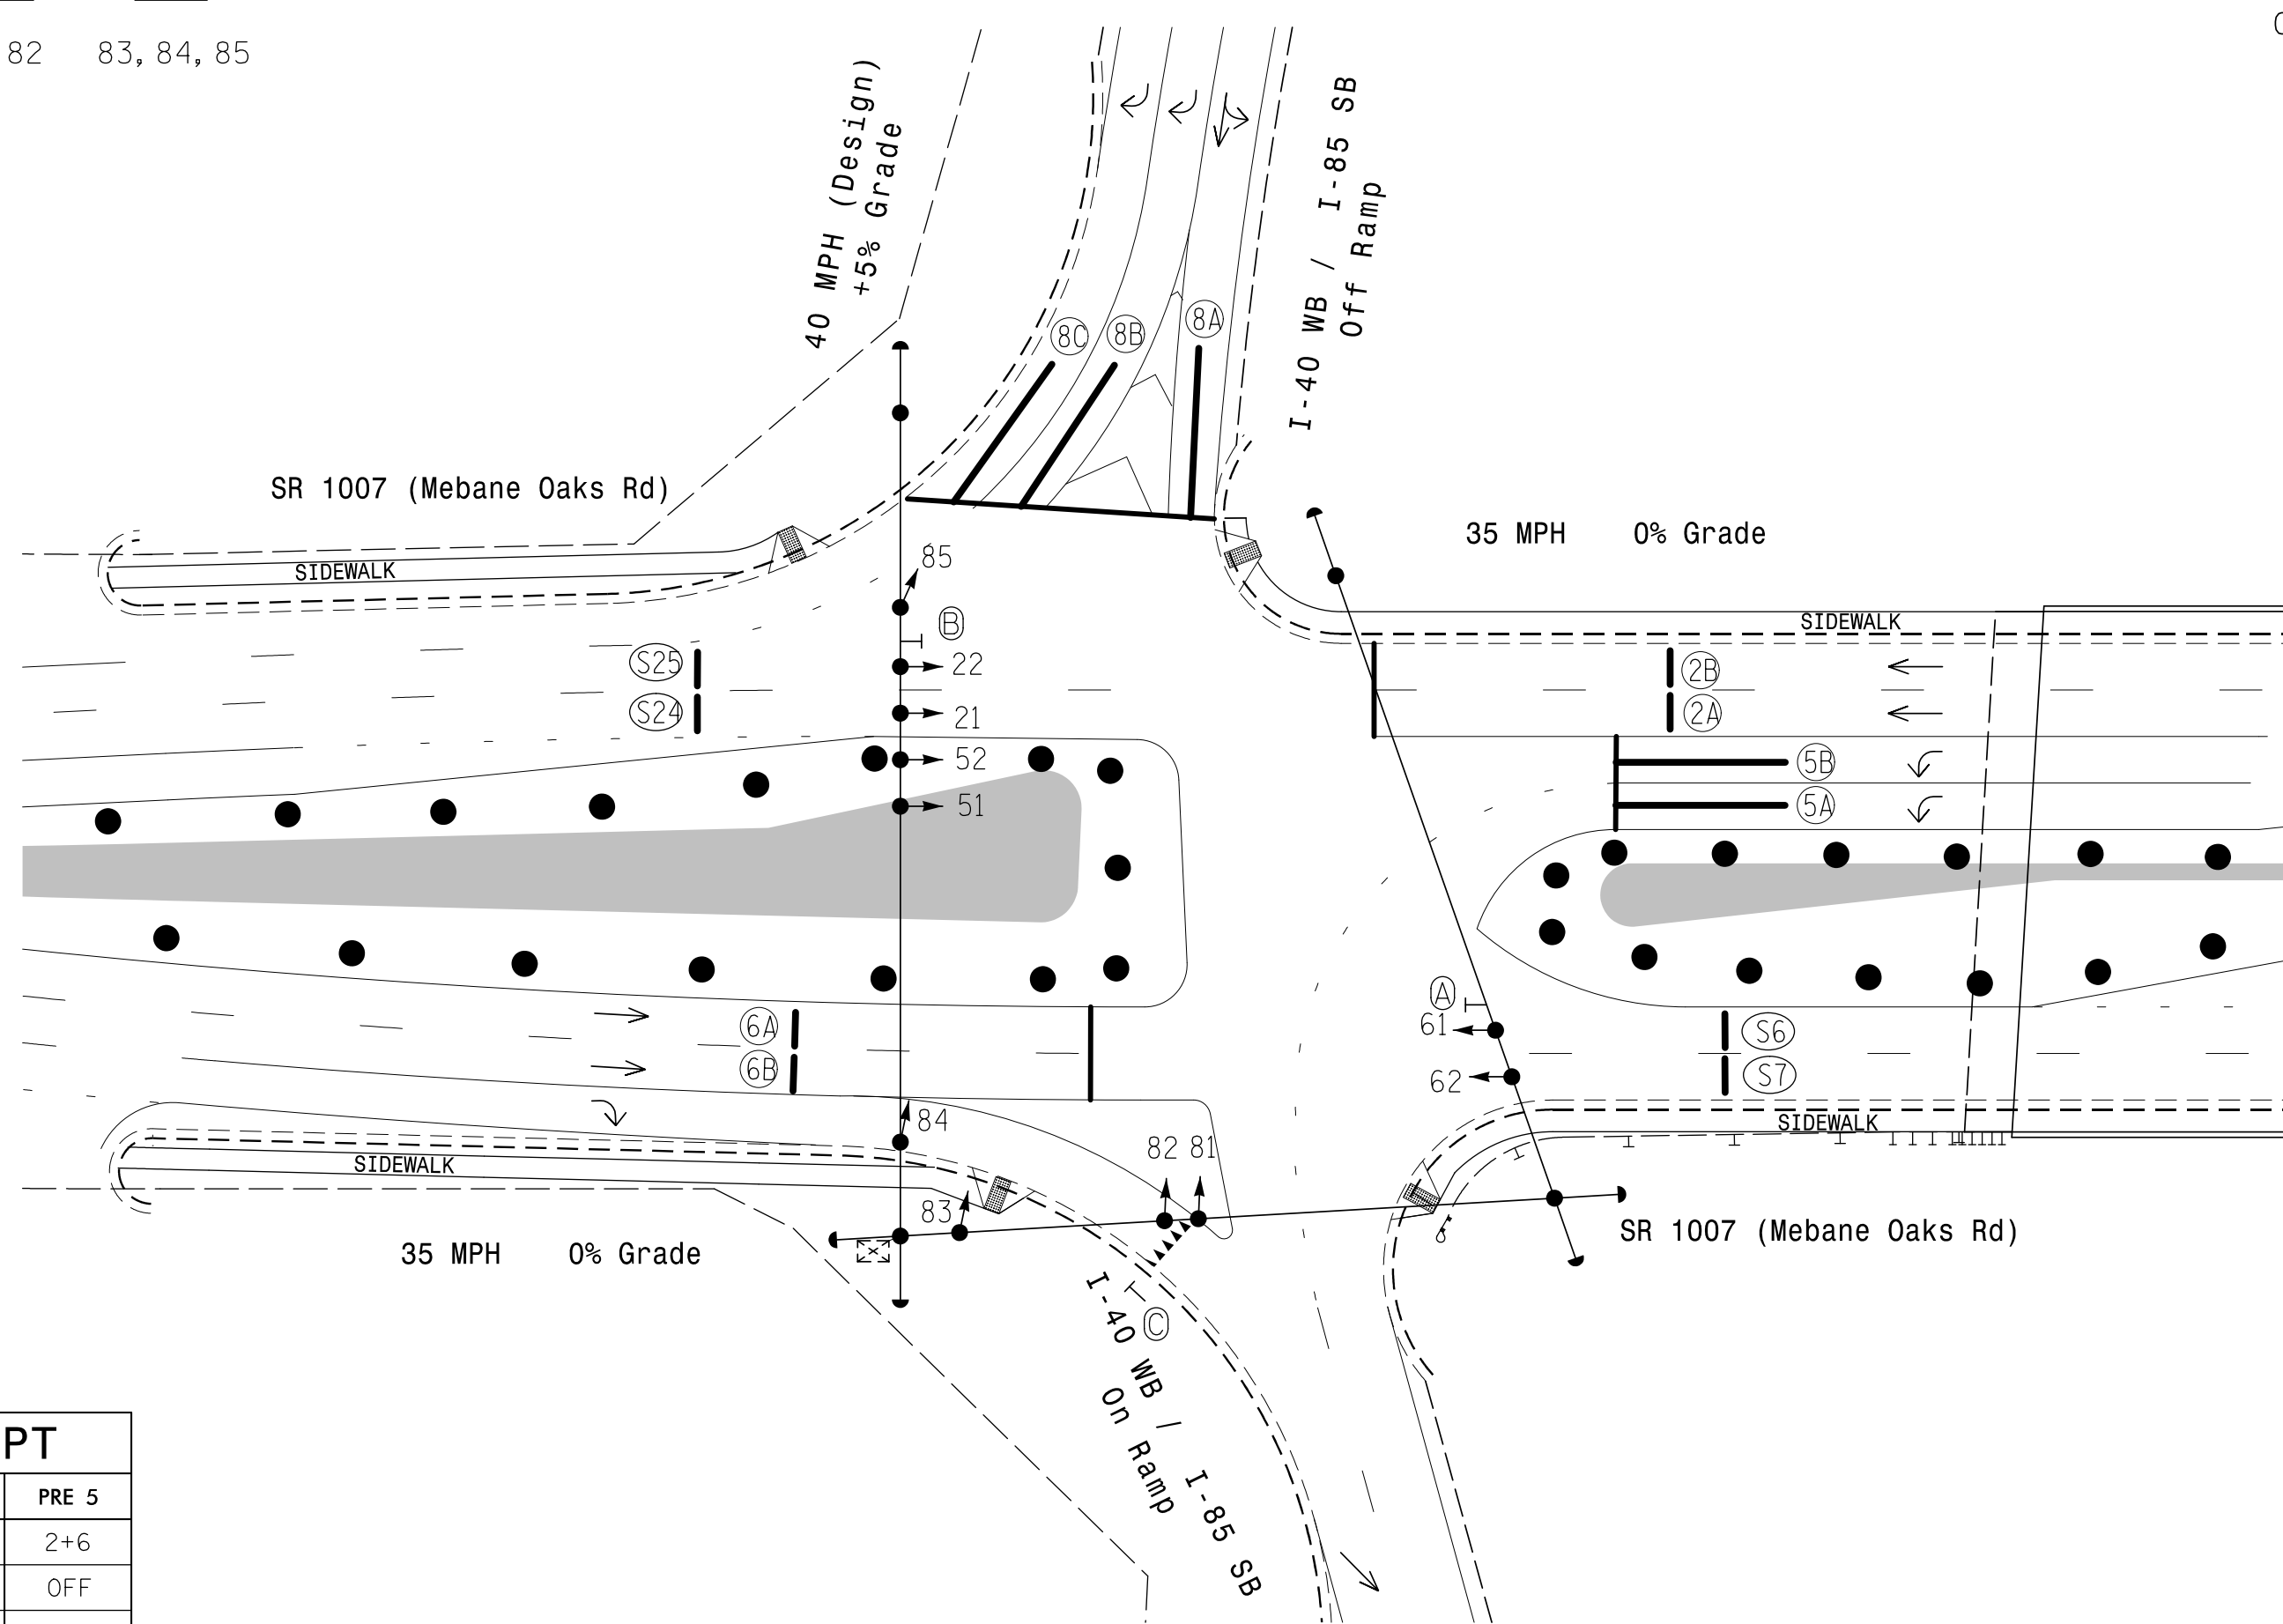 82 83, 84, 85
40 MPH (Design)
+5% Grade
I-40 WB / I-85 SB
Off Ramp
8C
8B
8A
SR 1007 (Mebane Oaks Rd)
35 MPH 0% Grade
SIDEWALK
SIDEWALK
85
B
S25
22
2B
S24
21
2A
52
5B
51
5A
A
6A
61
S6
6B
62
S7
84
SIDEWALK
82 81
SIDEWALK
83
SR 1007 (Mebane Oaks Rd)
35 MPH 0% Grade
C
I-40 WB / I-85 SB
On Ramp
PT
PRE 5
2+6
OFF